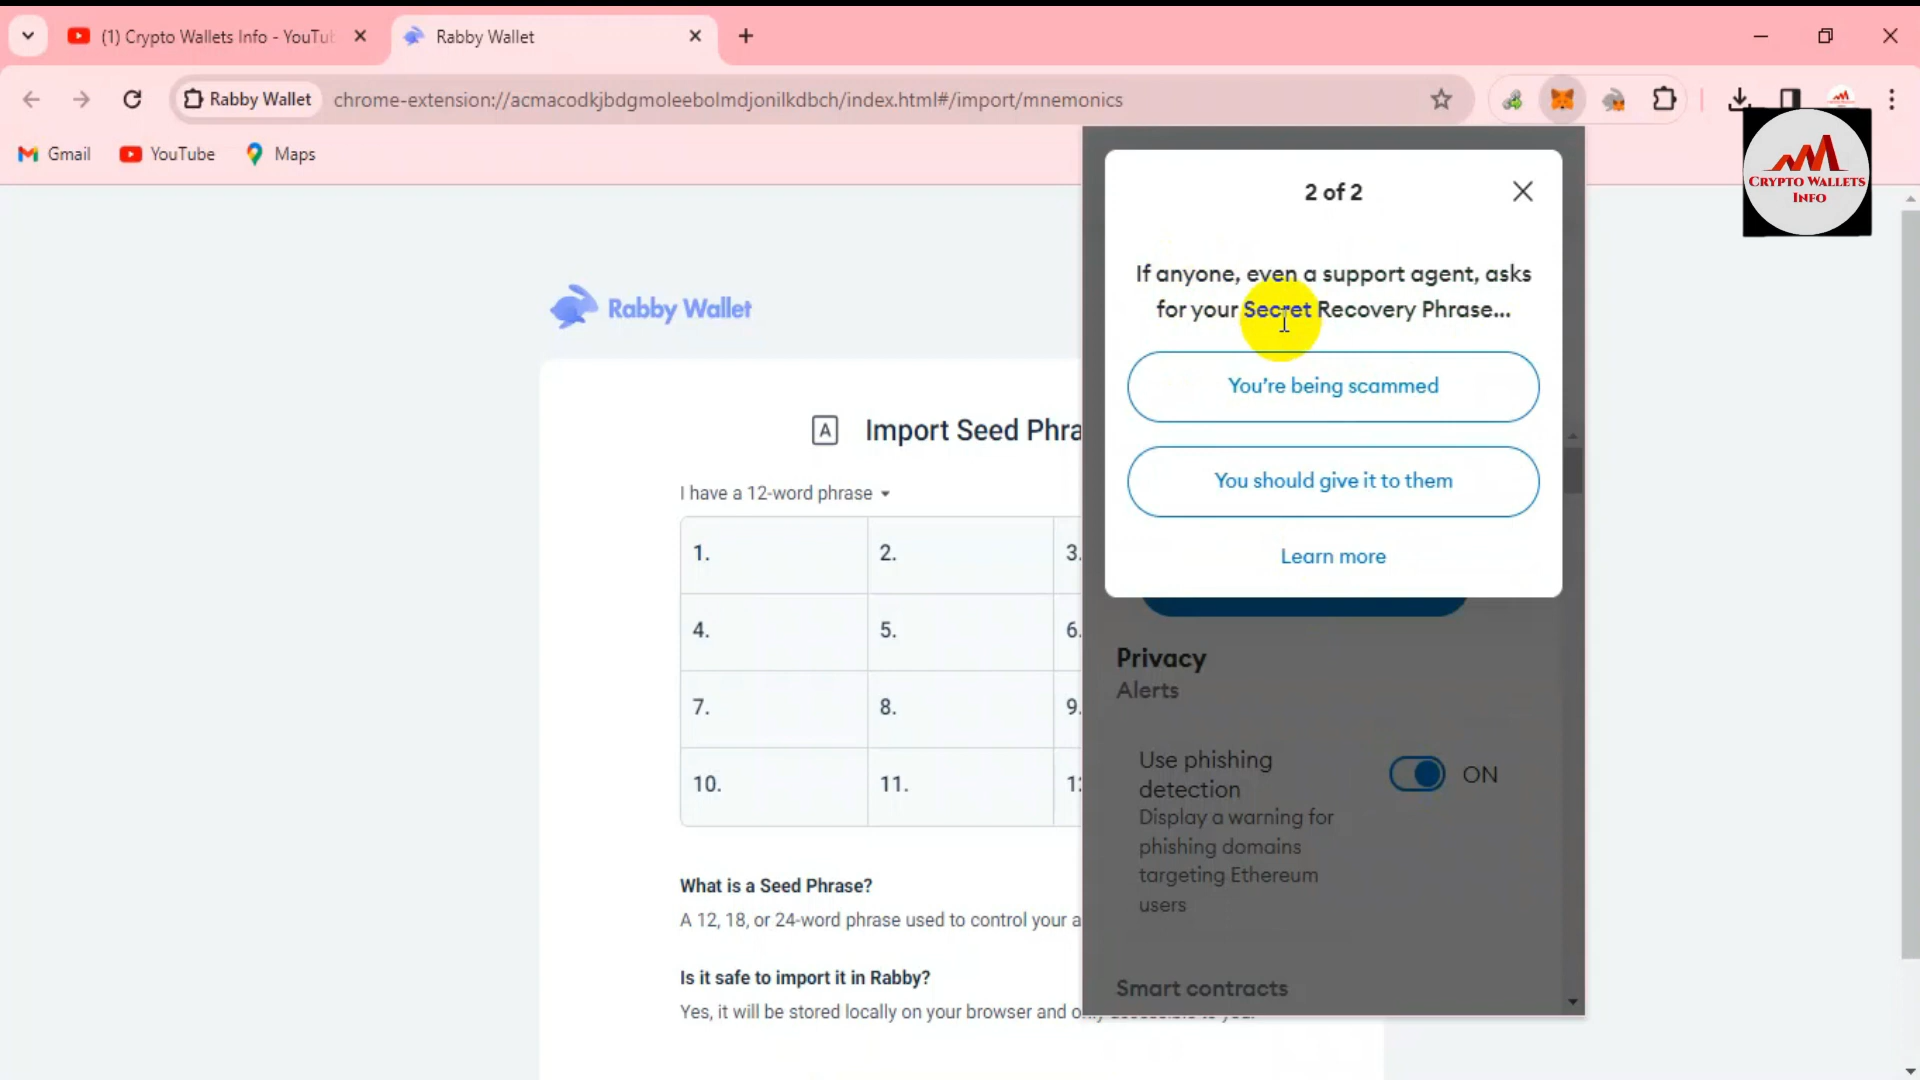 (1) Crypto Wallets Info - YouTu
Rabby Wallet
Rabby Wallet
chrome-extension://acmacodkjbdgmoleebolmdjonilkdbch/index.html#/import/mnemonics
Gmail
YouTube
Maps
CRYPTO WALLETS
INFO
2 of 2
If anyone, even a support agent, asks
for your Secret Recovery Phrase...
You're being scammed
You should give it to them
Learn more
Privacy
Alerts
Use phishing
detection
ON
Display a warning for
phishing domains
targeting Ethereum
users
Smart contracts
Rabby Wallet
A
Import Seed Phra
I have a 12-word phrase
1.
2.
3.
4.
5.
6.
7.
8.
9.
10.
11.
What is a Seed Phrase?
A 12, 18, or 24-word phrase used to control your a
Is it safe to import it in Rabby?
Yes, it will be stored locally on your browser and